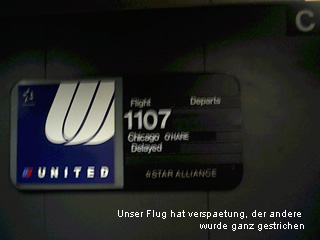 C
Flight Departs
1107
Chicago O'HARE
Delayed
UNITED
STAR ALLIANCE
Unser Flug hat verspaetung, der andere
wurde ganz gestrichen